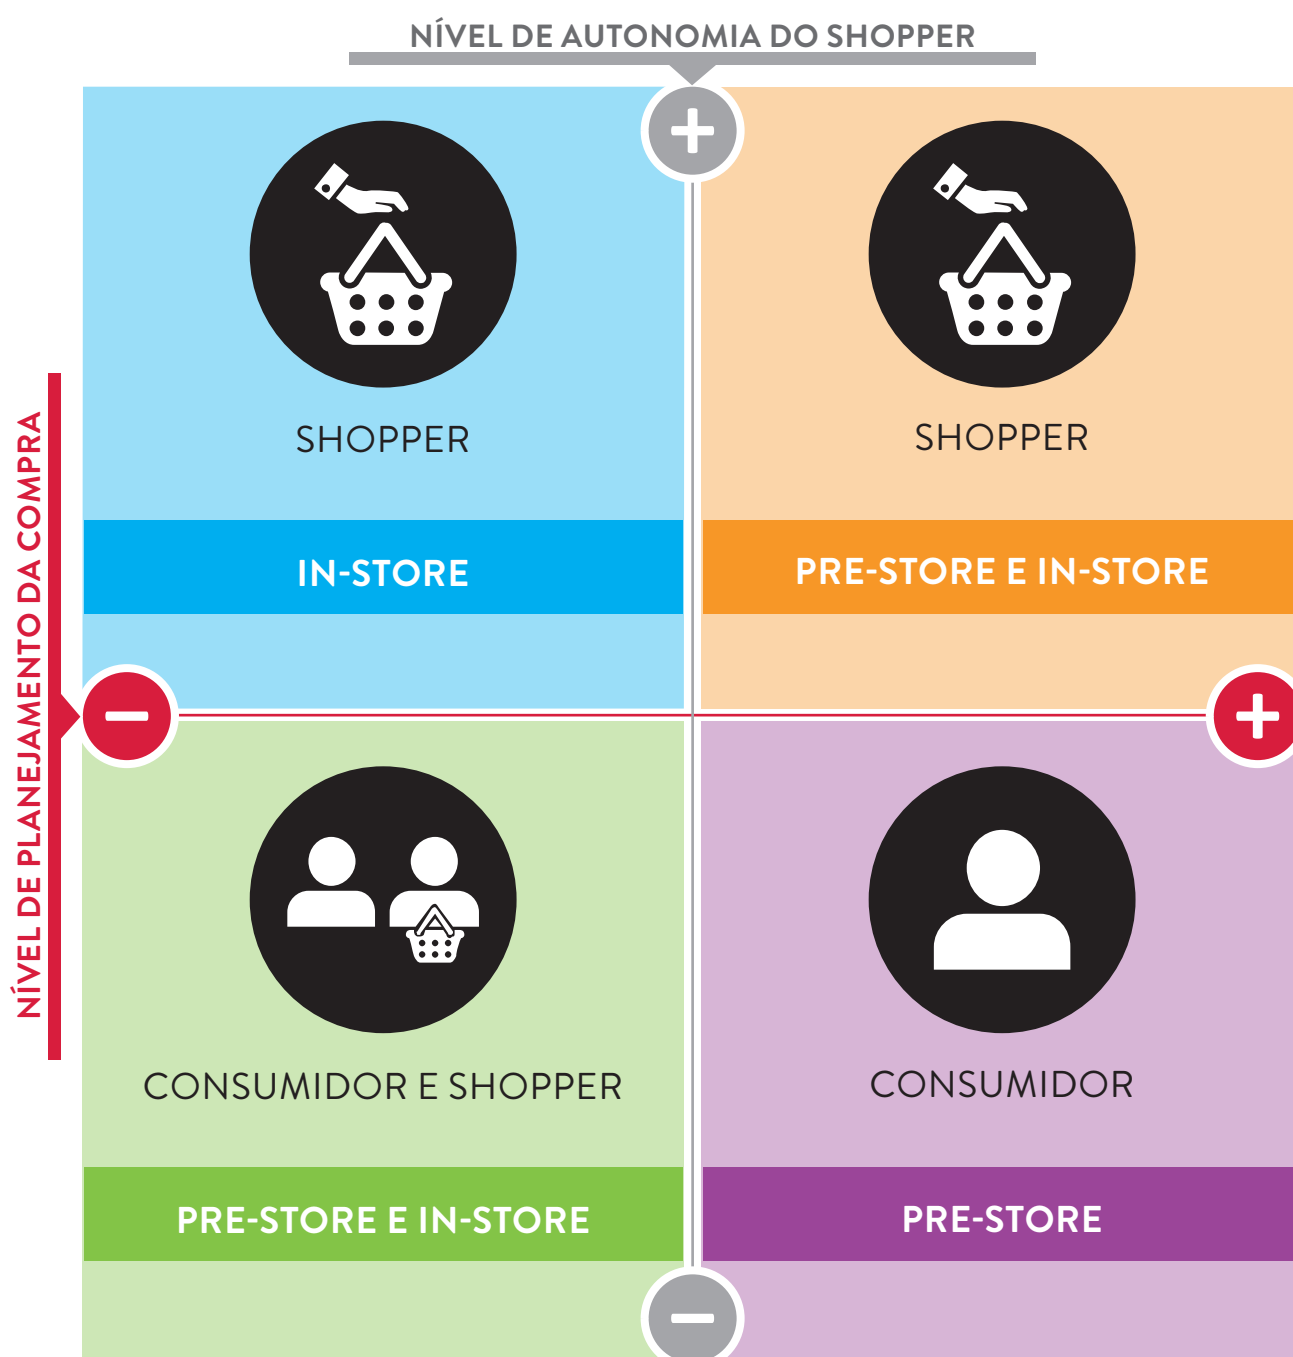 NÍVEL DE AUTONOMIA DO SHOPPER
NÍVEL DE PLANEJAMENTO DA COMPRA
SHOPPER
IN-STORE
SHOPPER
PRE-STORE E IN-STORE
CONSUMIDOR E SHOPPER
PRE-STORE E IN-STORE
CONSUMIDOR
PRE-STORE